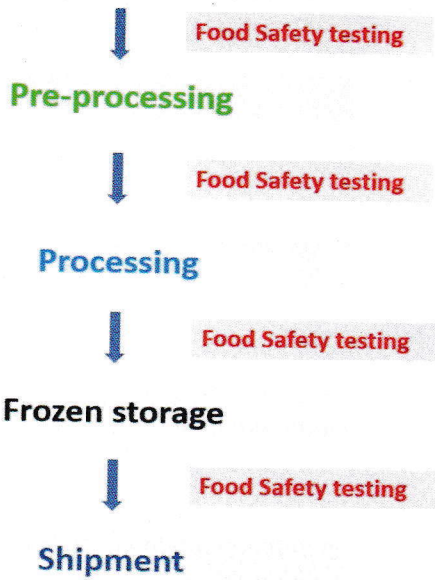 Food Safety testing
Pre-processing
Food Safety testing
Processing
Food Safety testing
Frozen storage
Food Safety testing
Shipment